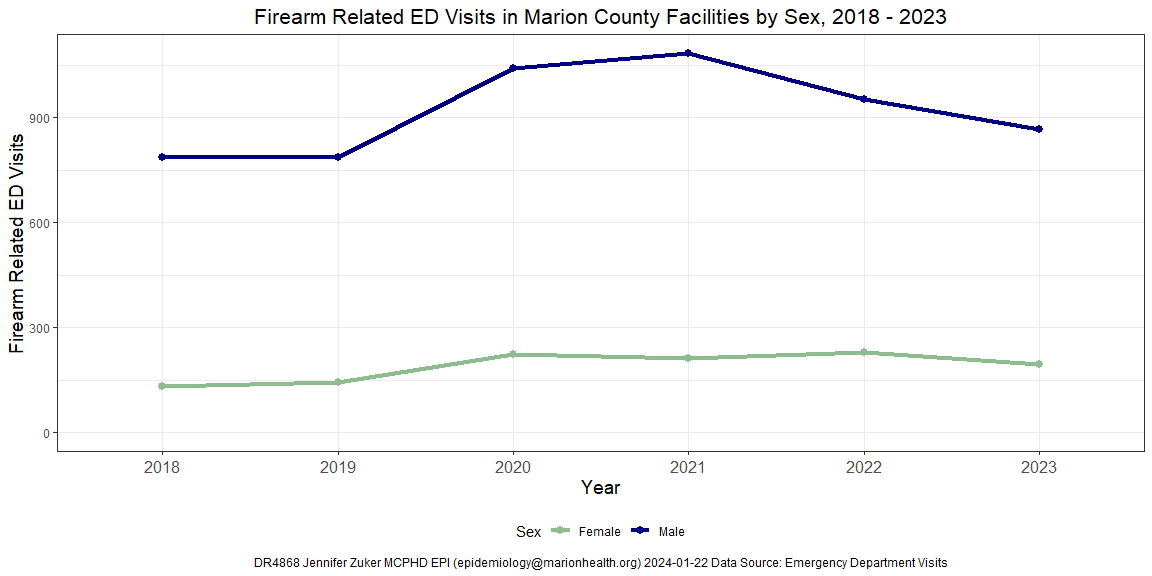 Firearm Related ED Visits in Marion County Facilities by Sex, 2018 - 2023
Firearm Related ED Visits
900
600
300
0
2018 2019 2020 2021 2022 2023
Year
Sex Female Male
DR4868 Jennifer Zuker MCPHD EPI (epidemiology@marionhealth.org) 2024-01-22 Data Source: Emergency Department Visits